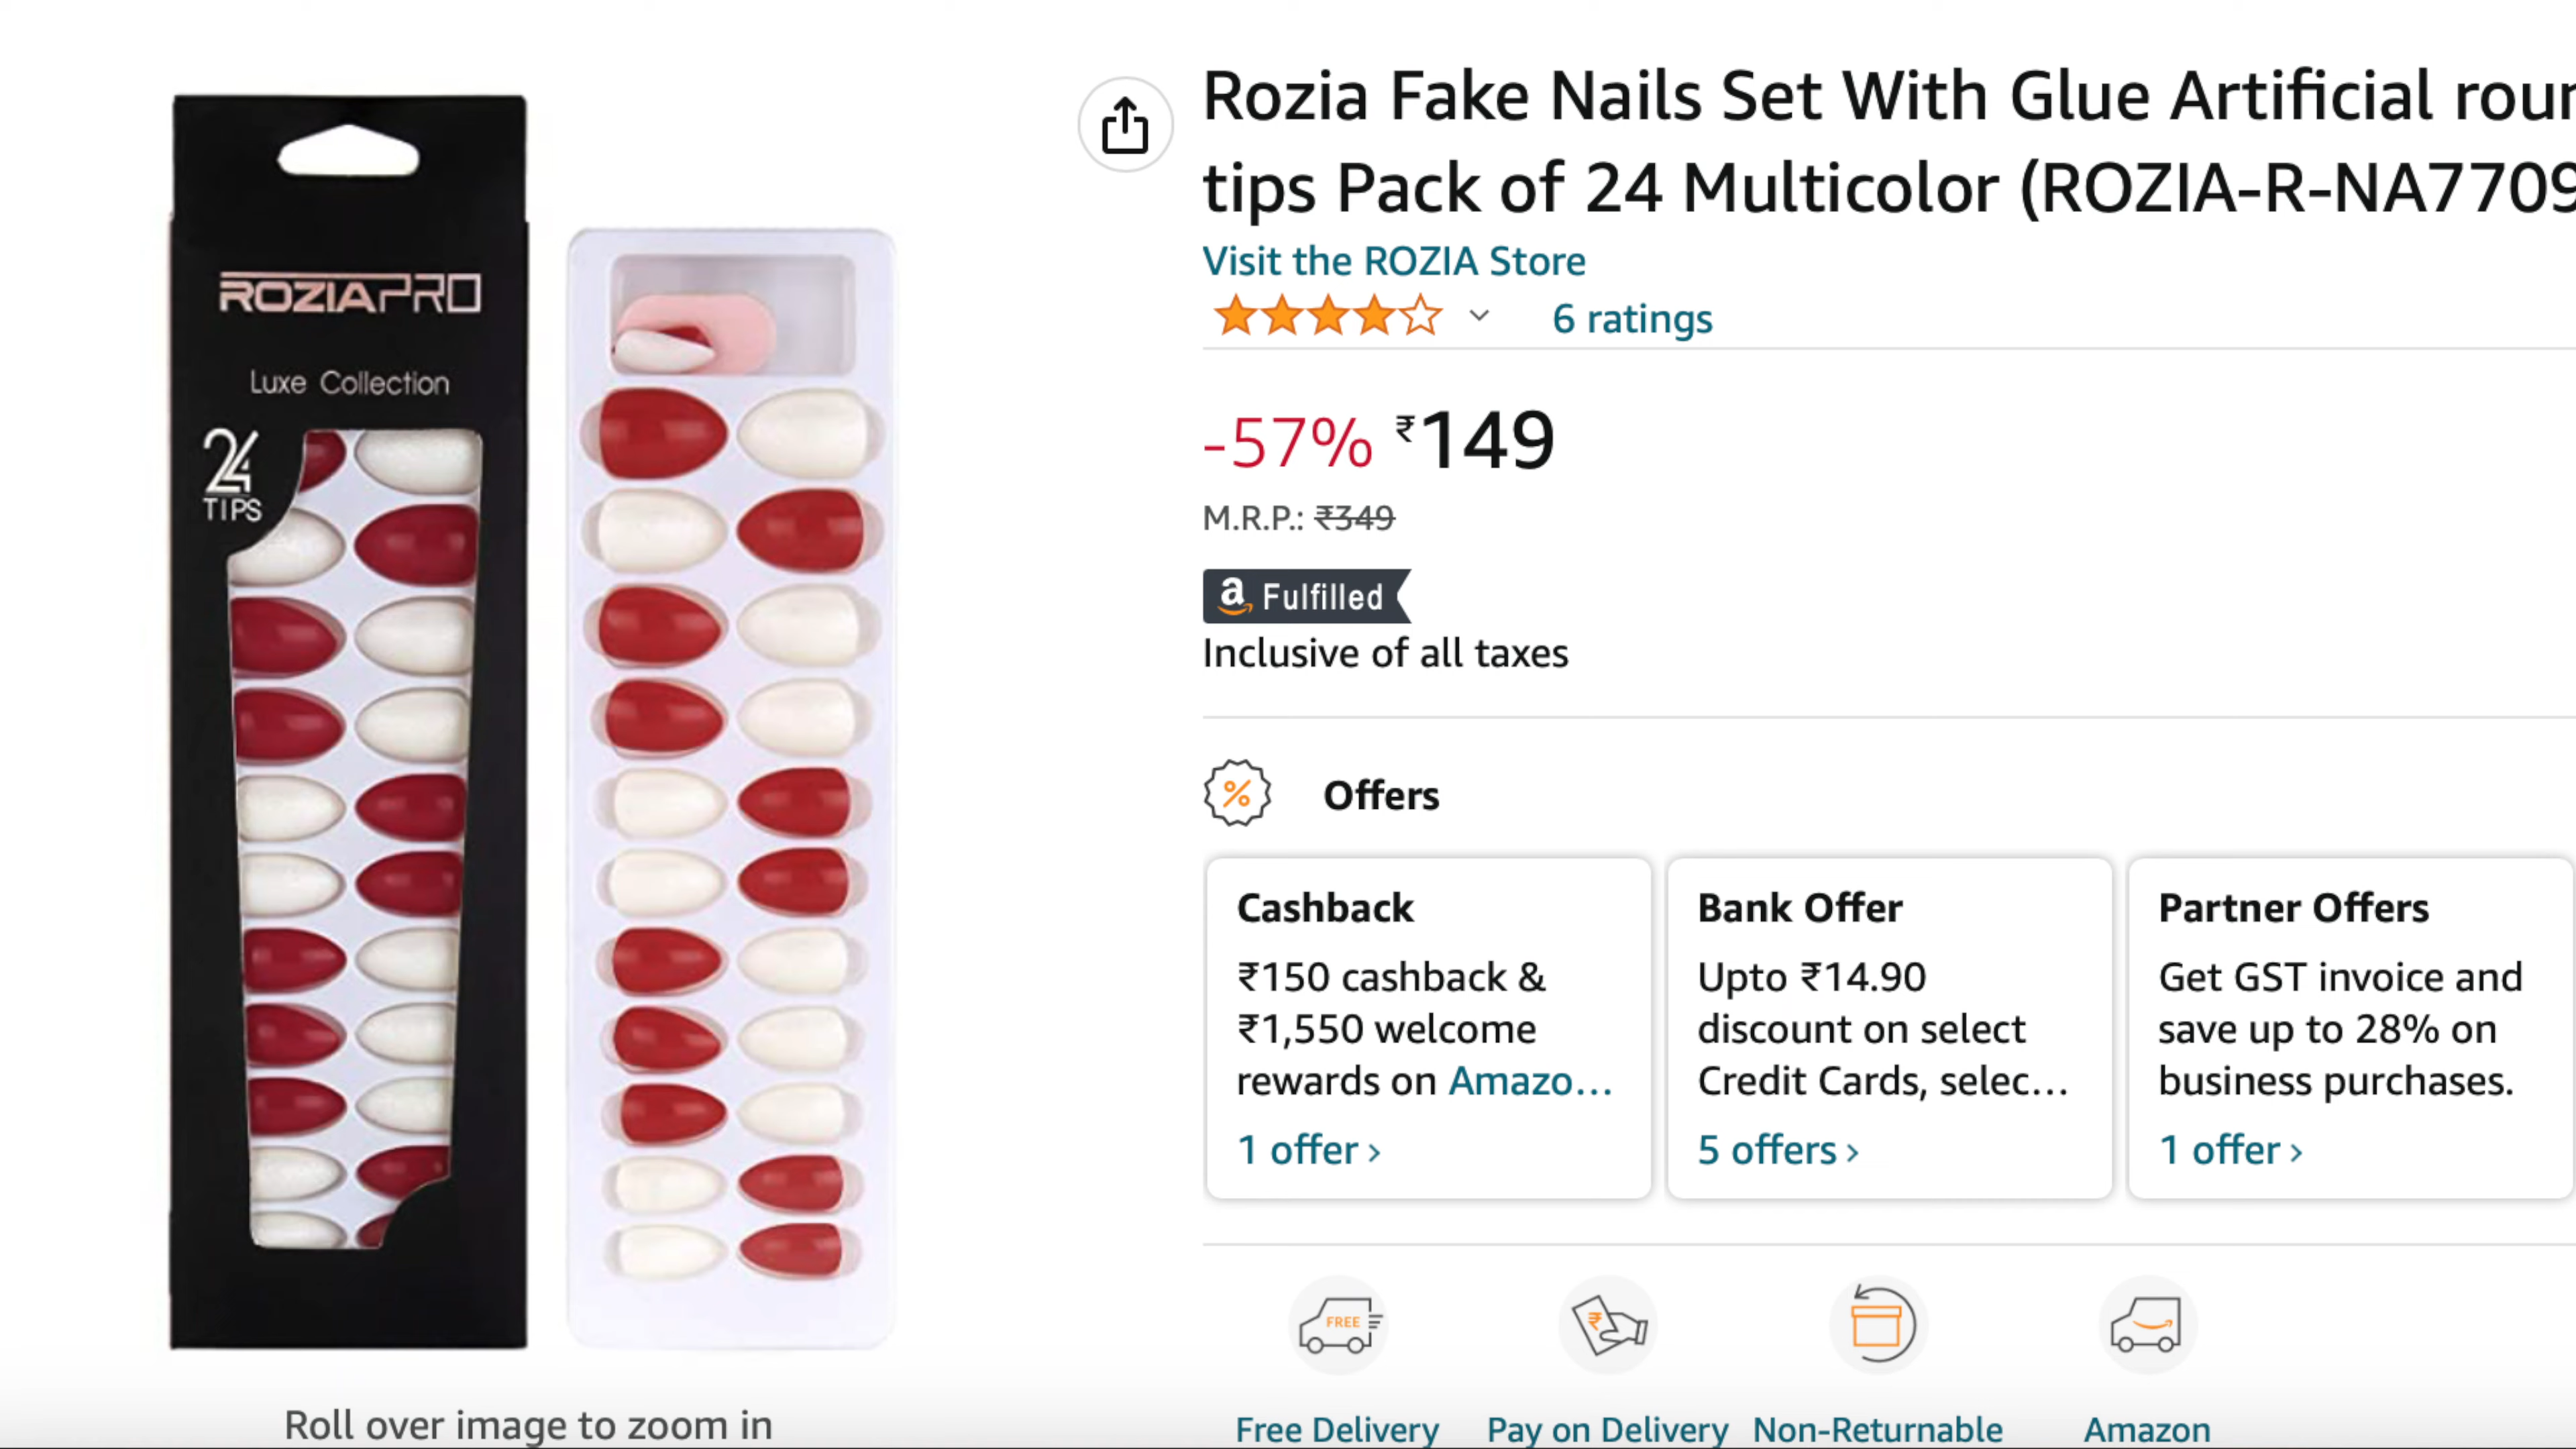 ROZIAPRO
Luxe Collection
24
TIPS
Roll over image to zoom in
Rozia Fake Nails Set With Glue Artificial
tips Pack of 24 Multicolor (ROZIA-R-NA7709
Visit the ROZIA Store
6 ratings
-57% ₹149
M.R.P.: ₹349
a Fulfilled
Inclusive of all taxes
% Offers
Cashback
₹150 cashback &
₹1,550 welcome
rewards on Amazo...
1 offer ›
Bank Offer
Upto ₹14.90
discount on select
Credit Cards, selec...
5 offers ›
Partner Offers
Get GST invoice and
save up to 28% on
business purchases.
1 offer ›
FREE
₹
Free Delivery
Pay on Delivery
Non-Returnable
Amazon